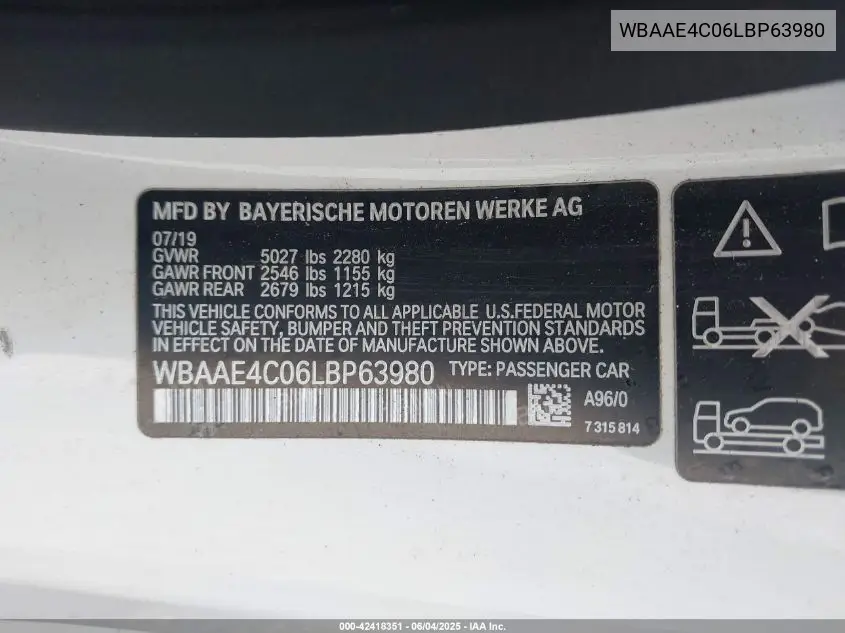 WBAAE4C06LBP63980
MFD BY BAYERISCHE MOTOREN WERKE AG
07/19
GVWR 5027 lbs 2280 kg
GAWR FRONT 2546 lbs 1155 kg
GAWR REAR 2679 lbs 1215 kg
THIS VEHICLE CONFORMS TO ALL APPLICABLE U.S.FEDERAL MOTOR
VEHICLE SAFETY, BUMPER AND THEFT PREVENTION STANDARDS
IN EFFECT ON THE DATE OF MANUFACTURE SHOWN ABOVE.
WBAAE4C06LBP63980 TYPE: PASSENGER CAR
A96/0
7 315 814
000-42418351 - 06/04/2025 - IAA Inc.